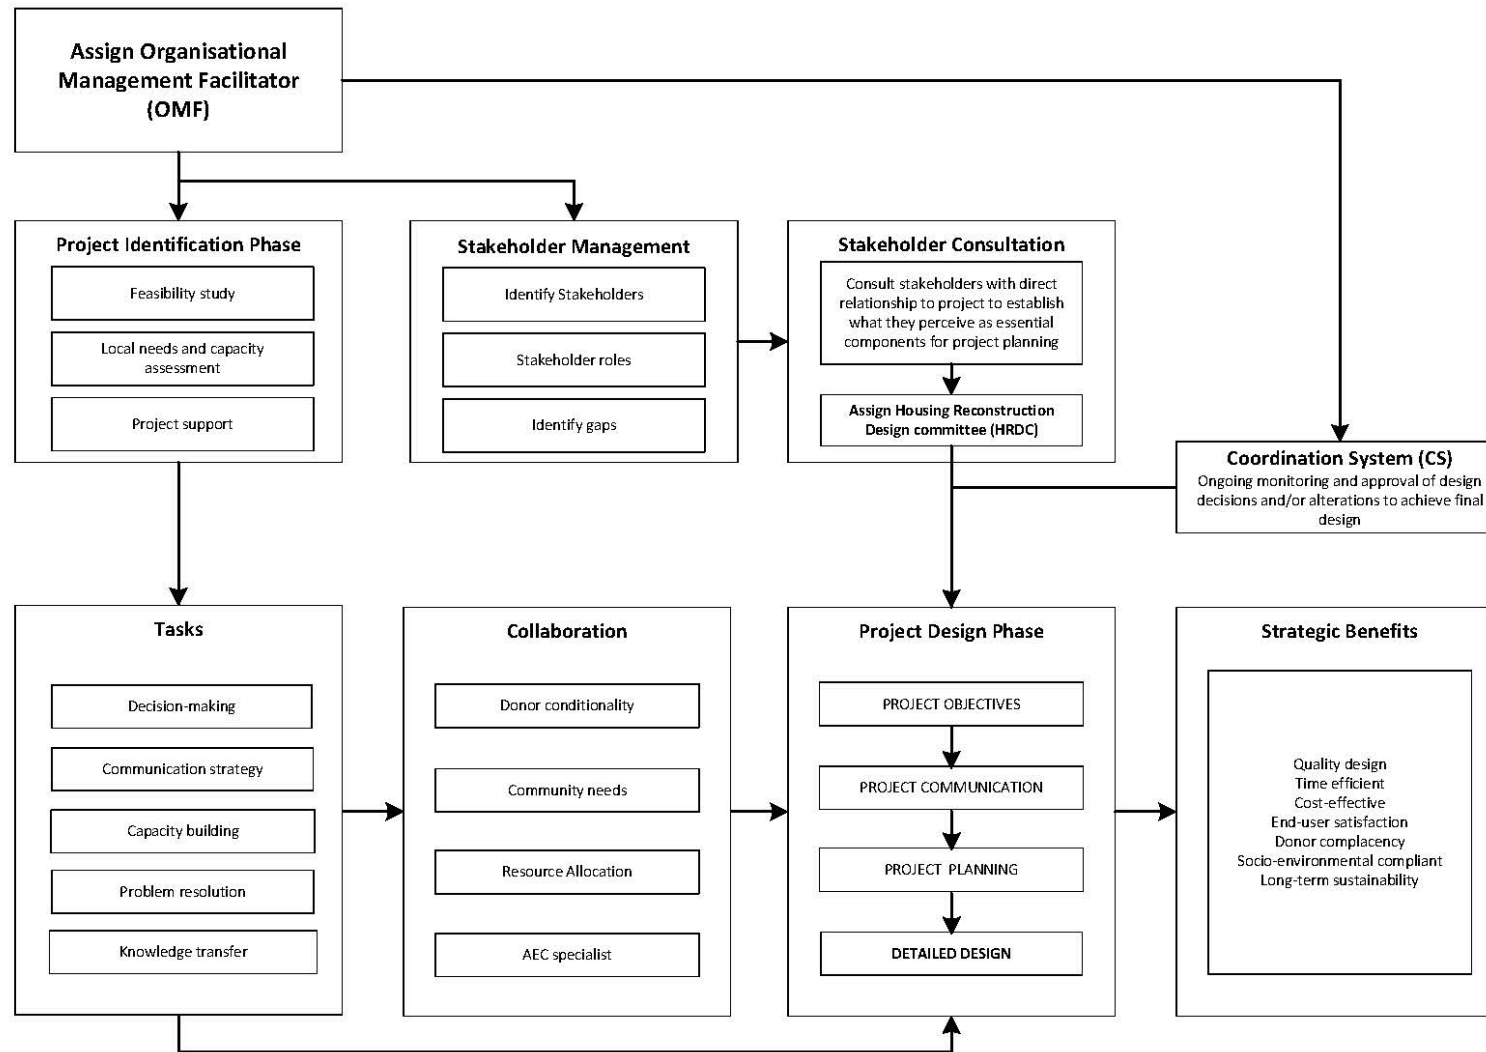 Assign Organisational
Management Facilitator
(OMF)
Project Identification Phase
Feasibility study
Local needs and capacity
assessment
Project support
Stakeholder Management
Identify Stakeholders
Stakeholder roles
Identify gaps
Stakeholder Consultation
Consult stakeholders with direct
relationship to project to establish
what they perceive as essential
components for project planning
Assign Housing Reconstruction
Design committee (HRDC)
Coordination System (CS)
Ongoing monitoring and approval of design
decisions and/or alterations to achieve final
design
Tasks
Decision-making
Communication strategy
Capacity building
Problem resolution
Knowledge transfer
Collaboration
Donor conditionality
Community needs
Resource Allocation
AEC specialist
Project Design Phase
PROJECT OBJECTIVES
PROJECT COMMUNICATION
PROJECT PLANNING
DETAILED DESIGN
Strategic Benefits
Quality design
Time efficient
Cost-effective
End-user satisfaction
Donor complacency
Socio-environmental compliant
Long-term sustainability